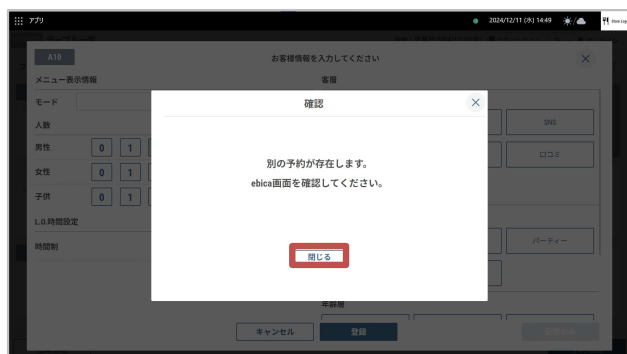 アプリ
2024/12/11 (水) 14:49
A10
お客様情報を入力してください
メニュー表示情報
客層
モード
人数
男性 0 1
女性 0 1
子供 0 1
L.O.時間設定
時間制
SNS
口コミ
パーティー
確認
別の予約が存在します。
ebica画面を確認してください。
閉じる
年齢層
キャンセル
登録